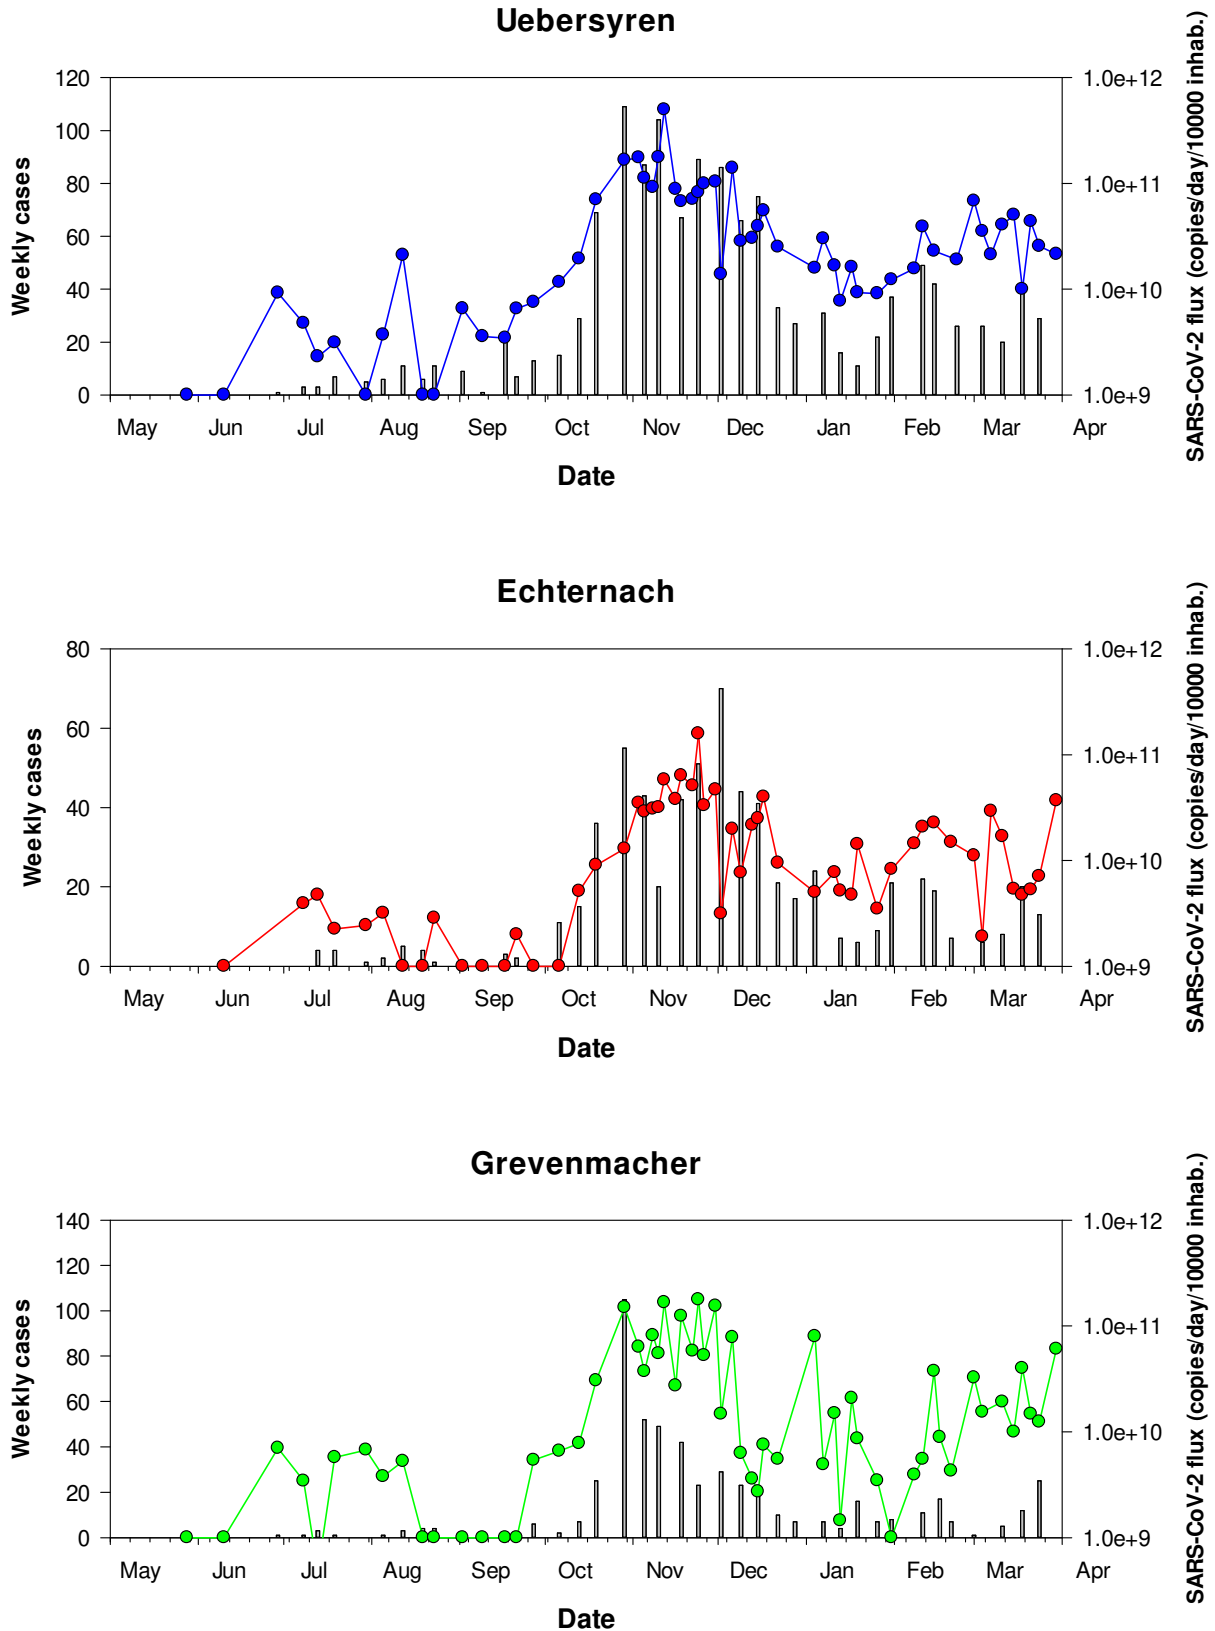 Uebersyren
120
100
80
60
40
20
0
Weekly cases
1.0e+12
1.0e+11
1.0e+10
1.0e+9
SARS-CoV-2 flux (copies/day/10000 inhab.)
May Jun Jul Aug Sep Oct Nov Dec Jan Feb Mar Apr
Date
Echternach
80
60
40
20
0
Weekly cases
1.0e+12
1.0e+11
1.0e+10
1.0e+9
SARS-CoV-2 flux (copies/day/10000 inhab.)
May Jun Jul Aug Sep Oct Nov Dec Jan Feb Mar Apr
Date
Grevenmacher
140
120
100
80
60
40
20
0
Weekly cases
1.0e+12
1.0e+11
1.0e+10
1.0e+9
SARS-CoV-2 flux (copies/day/10000 inhab.)
May Jun Jul Aug Sep Oct Nov Dec Jan Feb Mar Apr
Date